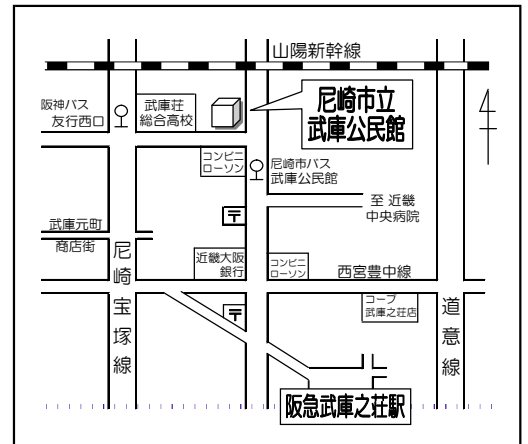 山陽新幹線
阪神バス
友行西口
武庫荘
総合高校
尼崎市立
武庫公民館
コンビニ
ローソン
尼崎市バス
武庫公民館
至 近畿
中央病院
〒
武庫元町
商店街
尼崎宝塚線
近畿大阪
銀行
コンビニ
ローソン
西宮豊中線
〒
コープ
武庫之荘店
道意線
阪急武庫之荘駅